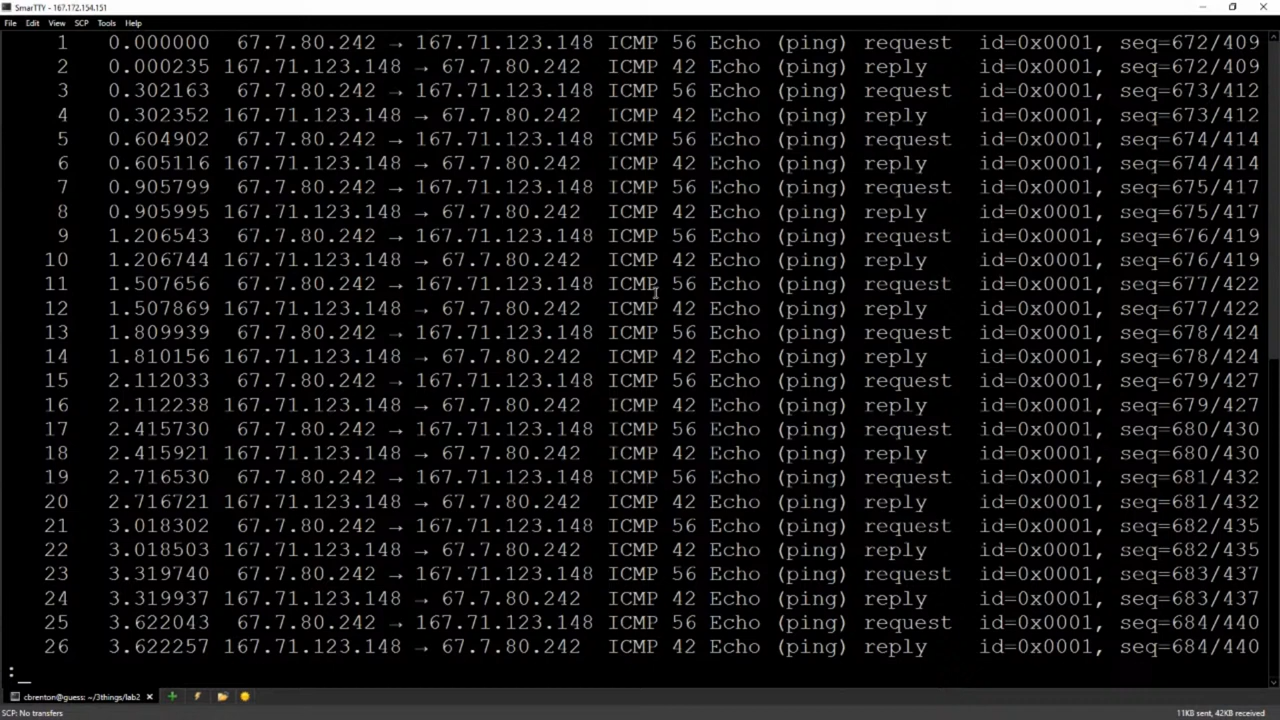 SmarTTY - 167.172.154.151
File Edit View SCP Tools Help
1 0.000000 67.7.80.242 → 167.71.123.148 ICMP 56 Echo (ping) request id=0x0001, seq=672/409
2 0.000235 167.71.123.148 → 67.7.80.242 ICMP 42 Echo (ping) reply id=0x0001, seq=672/409
3 0.302163 67.7.80.242 → 167.71.123.148 ICMP 56 Echo (ping) request id=0x0001, seq=673/412
4 0.302352 167.71.123.148 → 67.7.80.242 ICMP 42 Echo (ping) reply id=0x0001, seq=673/412
5 0.604902 67.7.80.242 → 167.71.123.148 ICMP 56 Echo (ping) request id=0x0001, seq=674/414
6 0.605116 167.71.123.148 → 67.7.80.242 ICMP 42 Echo (ping) reply id=0x0001, seq=674/414
7 0.905799 67.7.80.242 → 167.71.123.148 ICMP 56 Echo (ping) request id=0x0001, seq=675/417
8 0.905995 167.71.123.148 → 67.7.80.242 ICMP 42 Echo (ping) reply id=0x0001, seq=675/417
9 1.206543 67.7.80.242 → 167.71.123.148 ICMP 56 Echo (ping) request id=0x0001, seq=676/419
10 1.206744 167.71.123.148 → 67.7.80.242 ICMP 42 Echo (ping) reply id=0x0001, seq=676/419
11 1.507656 67.7.80.242 → 167.71.123.148 ICMP 56 Echo (ping) request id=0x0001, seq=677/422
12 1.507869 167.71.123.148 → 67.7.80.242 ICMP 42 Echo (ping) reply id=0x0001, seq=677/422
13 1.809939 67.7.80.242 → 167.71.123.148 ICMP 56 Echo (ping) request id=0x0001, seq=678/424
14 1.810156 167.71.123.148 → 67.7.80.242 ICMP 42 Echo (ping) reply id=0x0001, seq=678/424
15 2.112033 67.7.80.242 → 167.71.123.148 ICMP 56 Echo (ping) request id=0x0001, seq=679/427
16 2.112238 167.71.123.148 → 67.7.80.242 ICMP 42 Echo (ping) reply id=0x0001, seq=679/427
17 2.415730 67.7.80.242 → 167.71.123.148 ICMP 56 Echo (ping) request id=0x0001, seq=680/430
18 2.415921 167.71.123.148 → 67.7.80.242 ICMP 42 Echo (ping) reply id=0x0001, seq=680/430
19 2.716530 67.7.80.242 → 167.71.123.148 ICMP 56 Echo (ping) request id=0x0001, seq=681/432
20 2.716721 167.71.123.148 → 67.7.80.242 ICMP 42 Echo (ping) reply id=0x0001, seq=681/432
21 3.018302 67.7.80.242 → 167.71.123.148 ICMP 56 Echo (ping) request id=0x0001, seq=682/435
22 3.018503 167.71.123.148 → 67.7.80.242 ICMP 42 Echo (ping) reply id=0x0001, seq=682/435
23 3.319740 67.7.80.242 → 167.71.123.148 ICMP 56 Echo (ping) request id=0x0001, seq=683/437
24 3.319937 167.71.123.148 → 67.7.80.242 ICMP 42 Echo (ping) reply id=0x0001, seq=683/437
25 3.622043 67.7.80.242 → 167.71.123.148 ICMP 56 Echo (ping) request id=0x0001, seq=684/440
26 3.622257 167.71.123.148 → 67.7.80.242 ICMP 42 Echo (ping) reply id=0x0001, seq=684/440
:_
cbrenton@guess: ~/3things/lab2
SCP: No transfers 11KB sent, 42KB received